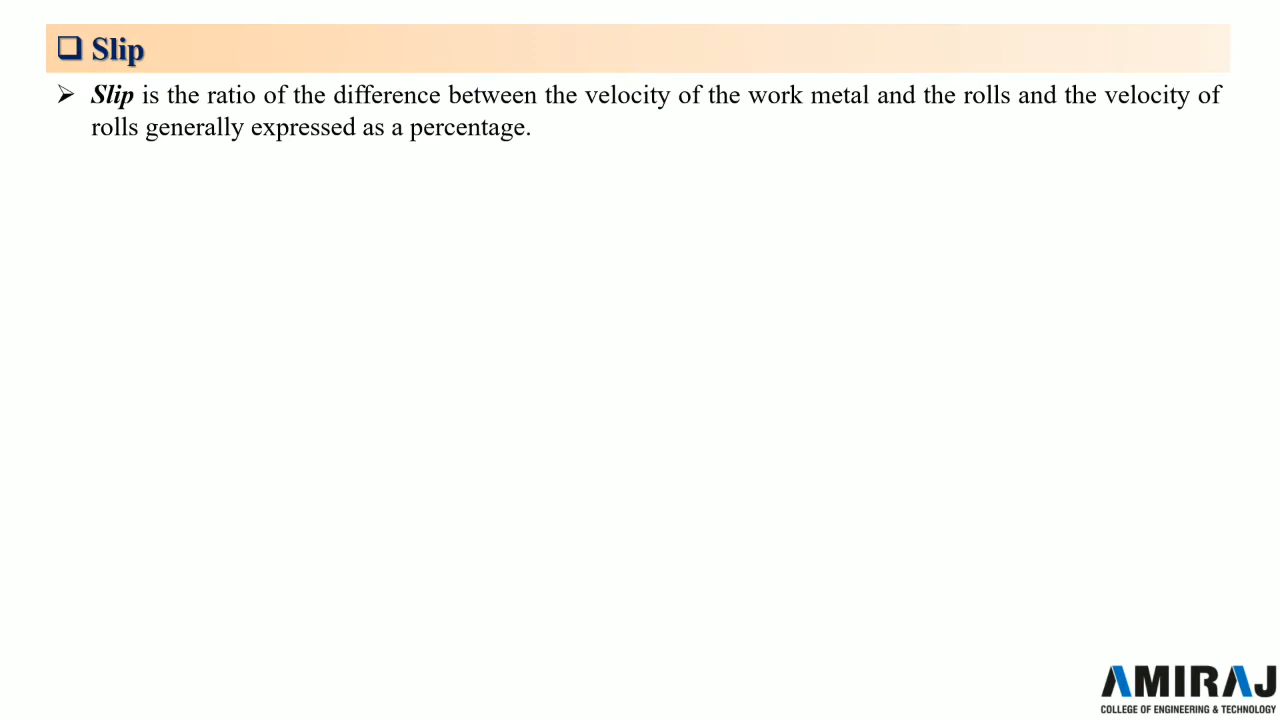 ❑ Slip
➢ Slip is the ratio of the difference between the velocity of the work metal and the rolls and the velocity of
rolls generally expressed as a percentage.
AMIRAJ
COLLEGE OF ENGINEERING & TECHNOLOGY